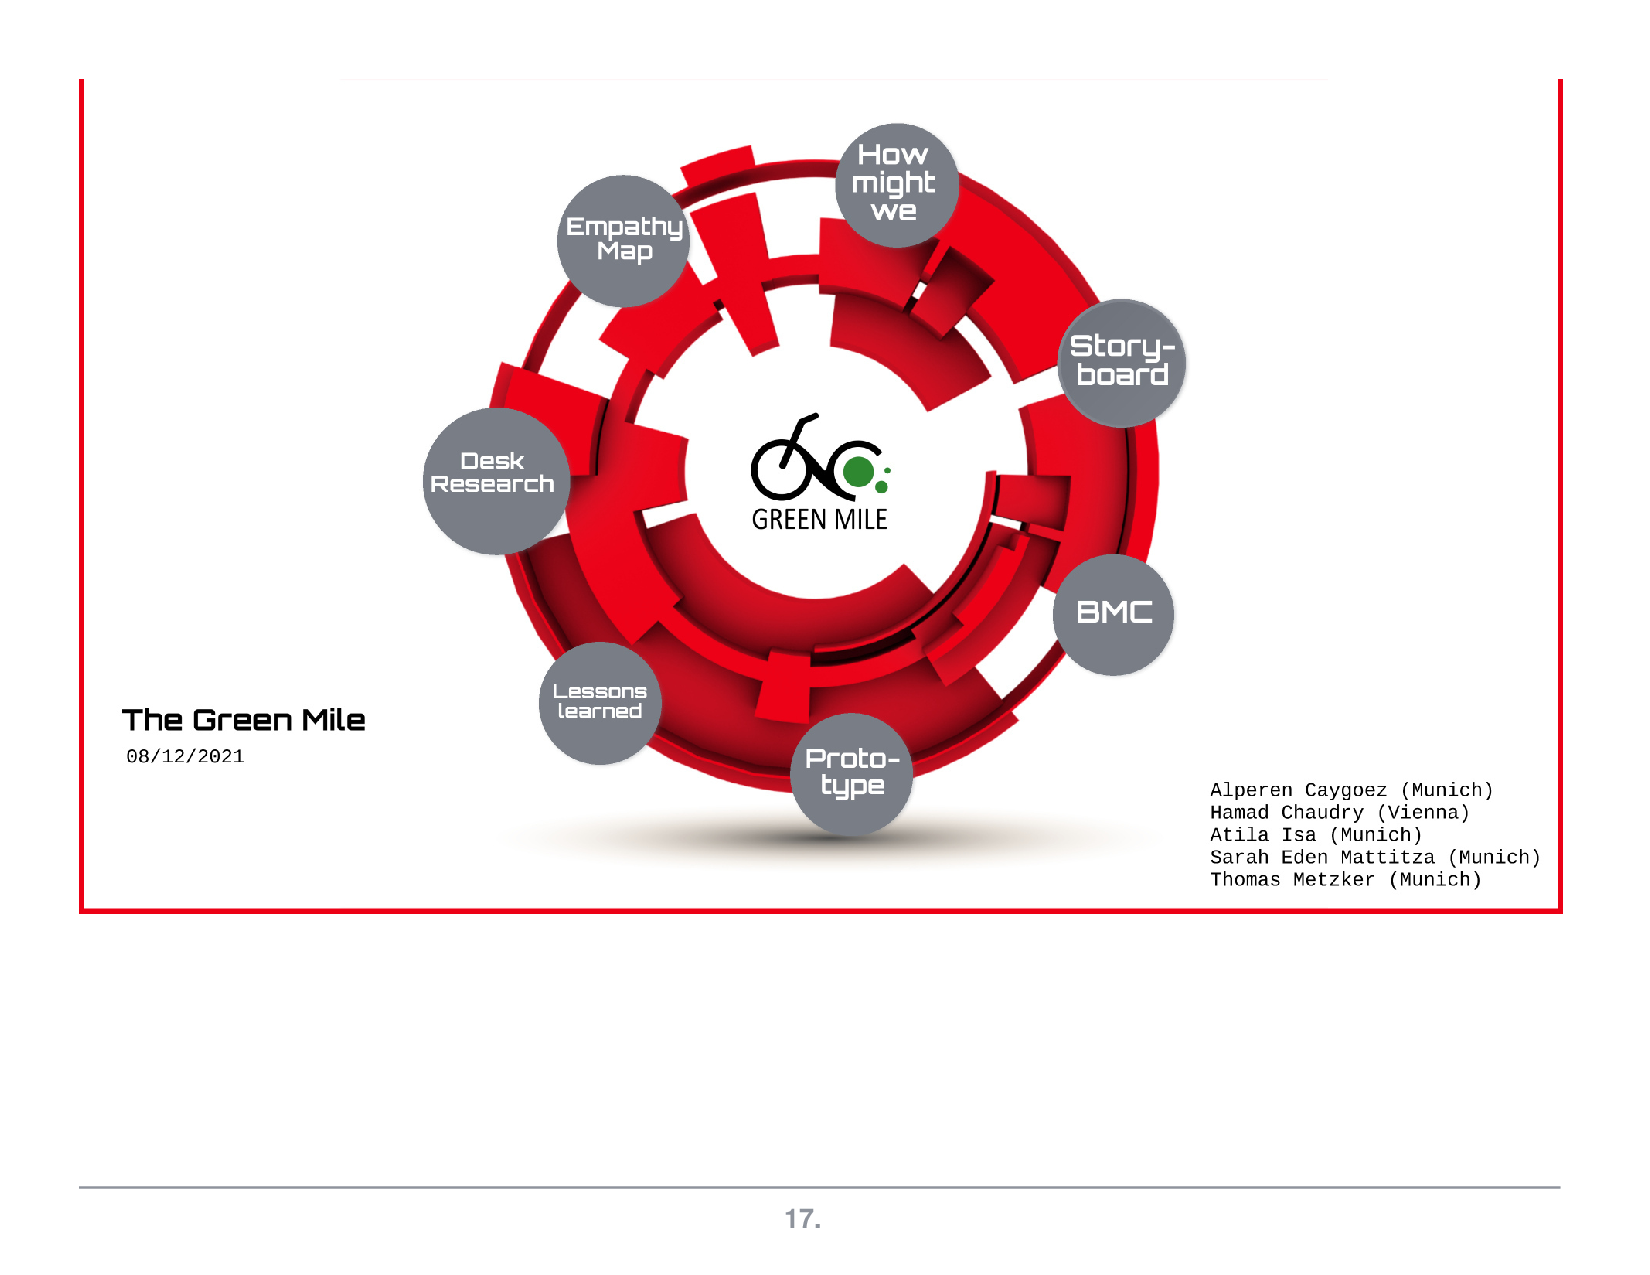 How
might
we
Empathy
Map
Story-
board
Desk
Research
GREEN MILE
BMC
Lessons
learned
Proto-
type
The Green Mile
08/12/2021
Alperen Caygoez (Munich)
Hamad Chaudry (Vienna)
Atila Isa (Munich)
Sarah Eden Mattitza (Munich)
Thomas Metzker (Munich)
17.